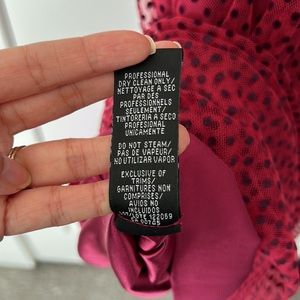 PROFESSIONAL
DRY CLEAN ONLY/
NETTOYAGE A SEC
PAR DES
PROFESSIONNELS
SEULEMENT/
TINTORERIA A SECO
PROFESIONAL
UNICAMENTE
DO NOT STEAM/
PAS DE VAPEUR/
NO UTILIZAR VAPOR
EXCLUSIVE OF
TRIMS/
GARNITURES NON
COMPRISES/
AVIOS NO
INCLUIDOS